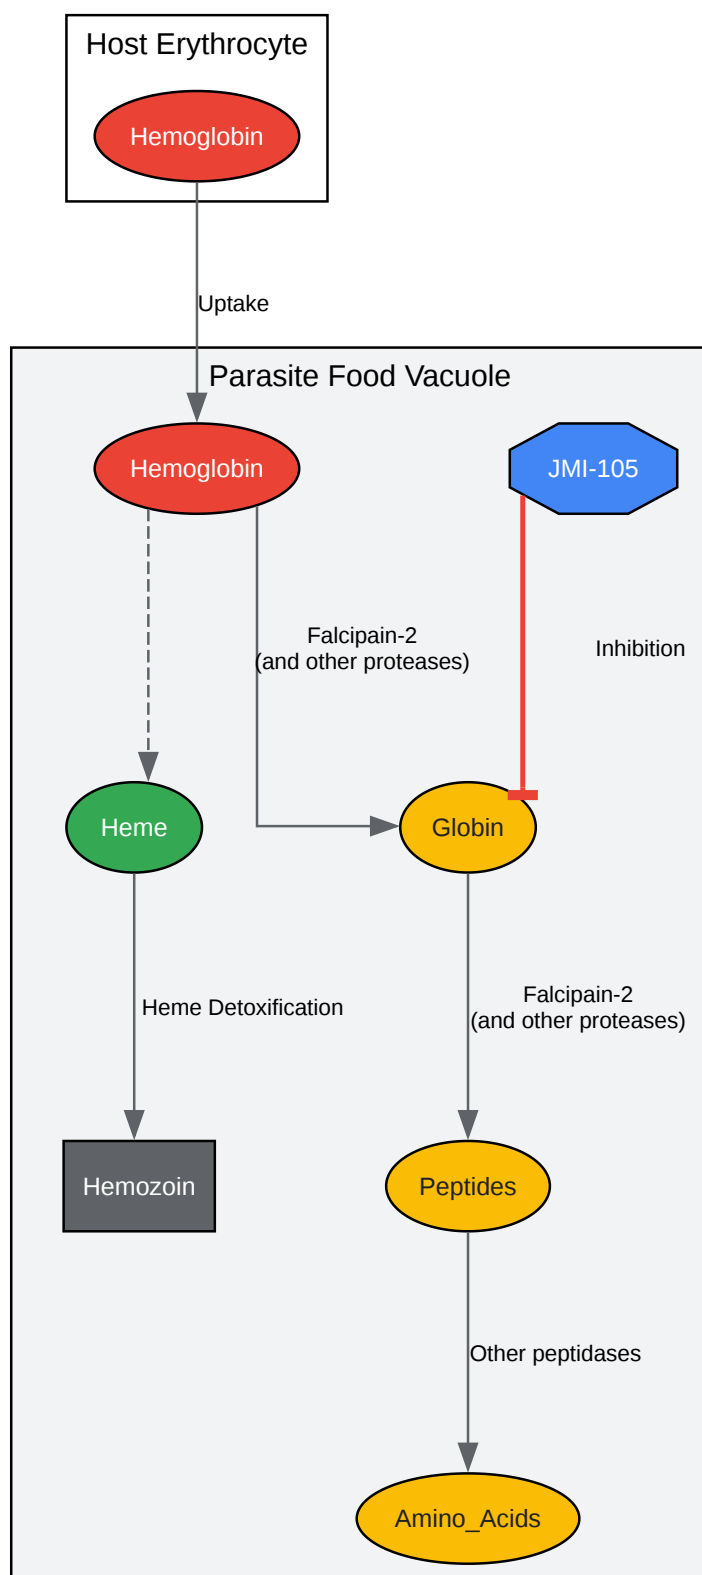 Host Erythrocyte
Hemoglobin
Uptake
Parasite Food Vacuole
Hemoglobin
JMI-105
Falcipain-2
(and other proteases)
Inhibition
Heme
Globin
Heme Detoxification
Falcipain-2
(and other proteases)
Hemozoin
Peptides
Other peptidases
Amino_Acids